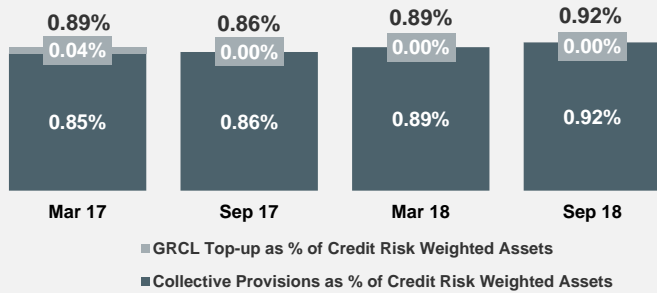 0.89% 0.86% 0.89% 0.92%
0.04% 0.00% 0.00% 0.00%
0.85% 0.86% 0.89% 0.92%
Mar 17 Sep 17 Mar 18 Sep 18
GRCL Top-up as % of Credit Risk Weighted Assets
Collective Provisions as % of Credit Risk Weighted Assets